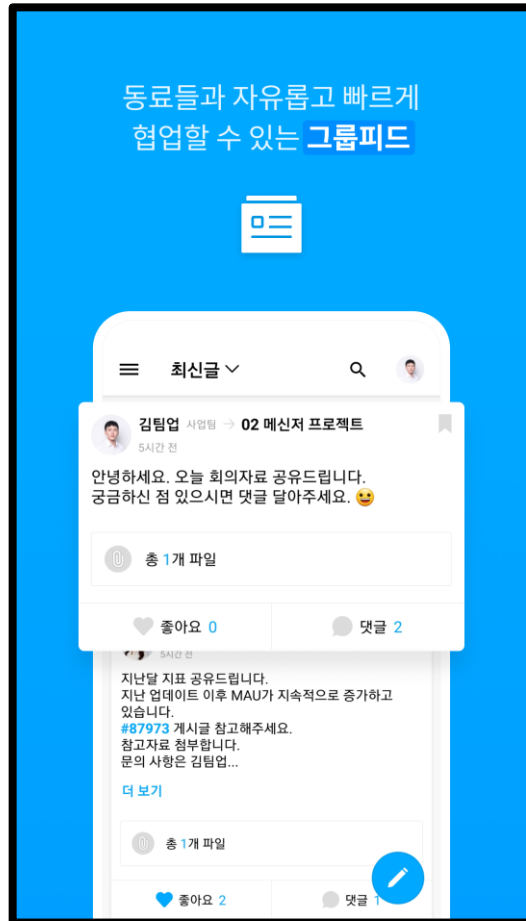 동료들과 자유롭고 빠르게
협업할 수 있는 그룹피드
최신글
김팀업 사업팀 → 02 메신저 프로젝트
5시간 전
안녕하세요. 오늘 회의자료 공유드립니다.
궁금하신 점 있으시면 댓글 달아주세요. 😀
총 1개 파일
좋아요 0 댓글 2
5시간 전
지난달 지표 공유드립니다.
지난 업데이트 이후 MAU가 지속적으로 증가하고
있습니다.
#87973 게시글 참고해주세요.
참고자료 첨부합니다.
문의 사항은 김팀업...
더 보기
총 1개 파일
좋아요 2 댓글 1